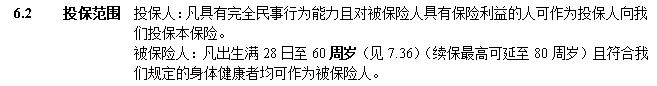 6.2 投保范围 投保人：凡具有完全民事行为能力且对被保险人具有保险利益的人可作为投保人向我
们投保本保险。
被保险人：凡出生满 28 日至 60 周岁（见 7.36）（续保最高可延至 80 周岁）且符合我
们规定的身体健康者均可作为被保险人。